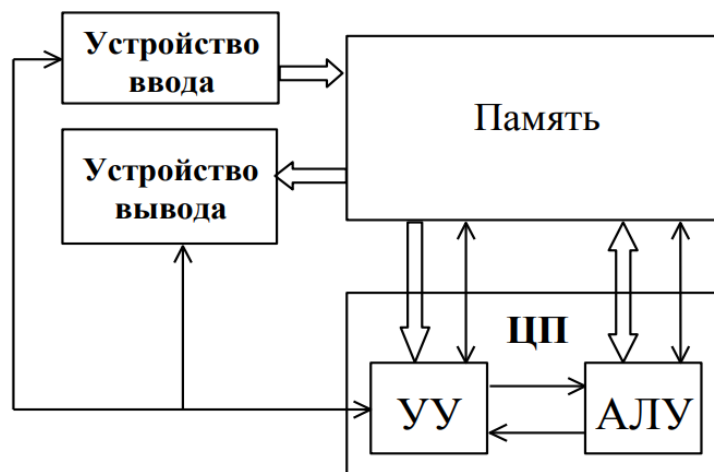 Устройство
ввода
Память
Устройство
вывода
ЦП
УУ
АЛУ